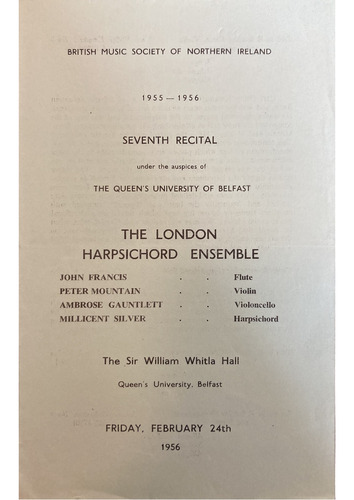 BRITISH MUSIC SOCIETY OF NORTHERN IRELAND
1955 — 1956
SEVENTH RECITAL
under the auspices of
THE QUEEN'S UNIVERSITY OF BELFAST
THE LONDON
HARPSICHORD ENSEMBLE
JOHN FRANCIS . . Flute
PETER MOUNTAIN . . Violin
AMBROSE GAUNTLETT . . Violoncello
MILLICENT SILVER . . Harpsichord
The Sir William Whitla Hall
Queen's University, Belfast
FRIDAY, FEBRUARY 24th
1956